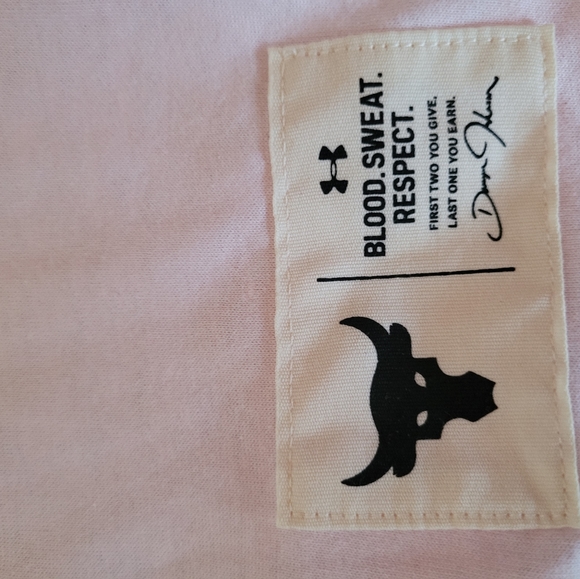 BLOOD. SWEAT.
RESPECT.
FIRST TWO YOU GIVE.
LAST ONE YOU EARN.